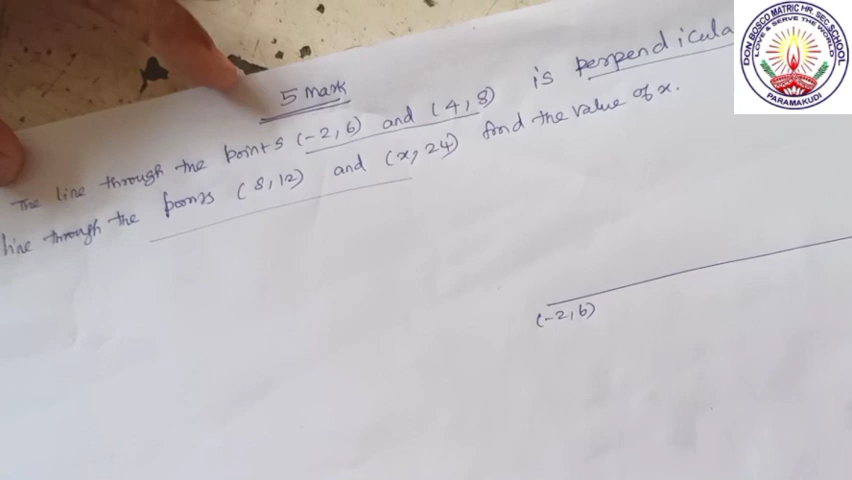 5 mark
The line through the points (-2, 6) and (4, 8) is perpendicula
line through the points (8, 12) and (x, 24) find the value of x.
(-2, 6)
DON BOSCO MATRIC HR. SEC. SCHOOL
LOVE & SERVE THE WORLD
PARAMAKUDI